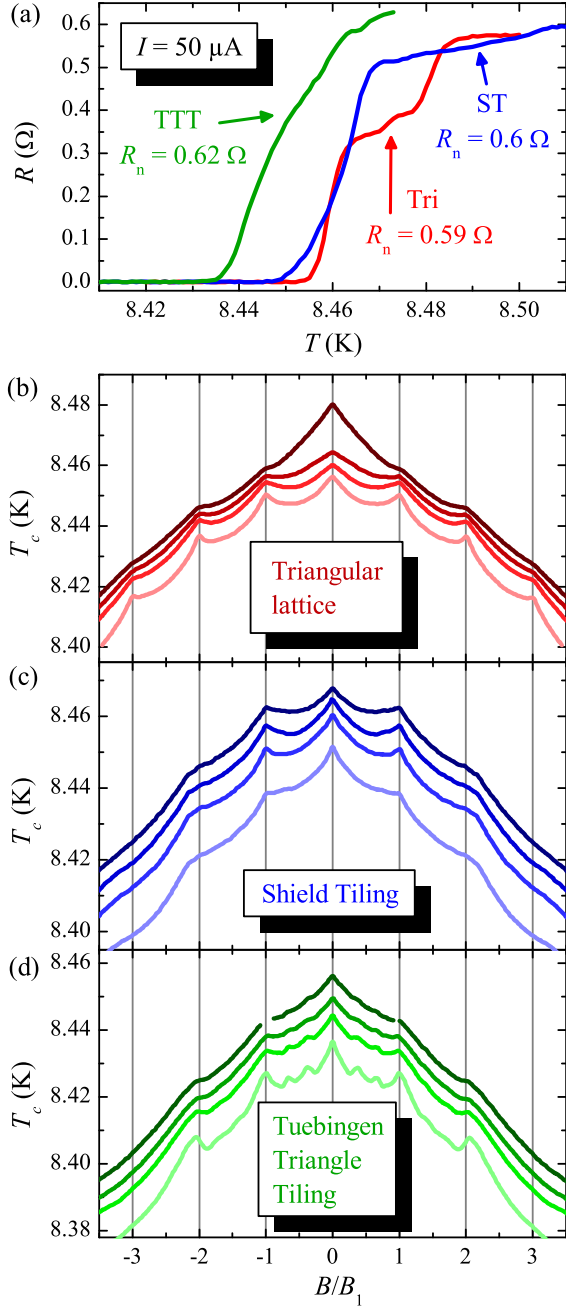 (a)
0.6
0.5
0.4
0.3
0.2
0.1
0.0
R (Ω)
I = 50 µA
TTT
Rₙ = 0.62 Ω
ST
Rₙ = 0.6 Ω
Tri
Rₙ = 0.59 Ω
8.42 8.44 8.46 8.48 8.50
T (K)
(b)
8.48
8.46
8.44
8.42
8.40
T_c (K)
Triangular
lattice
(c)
8.46
8.44
8.42
8.40
T_c (K)
Shield Tiling
(d)
8.46
8.44
8.42
8.40
8.38
T_c (K)
Tuebingen
Triangle
Tiling
-3 -2 -1 0 1 2 3
B/B₁